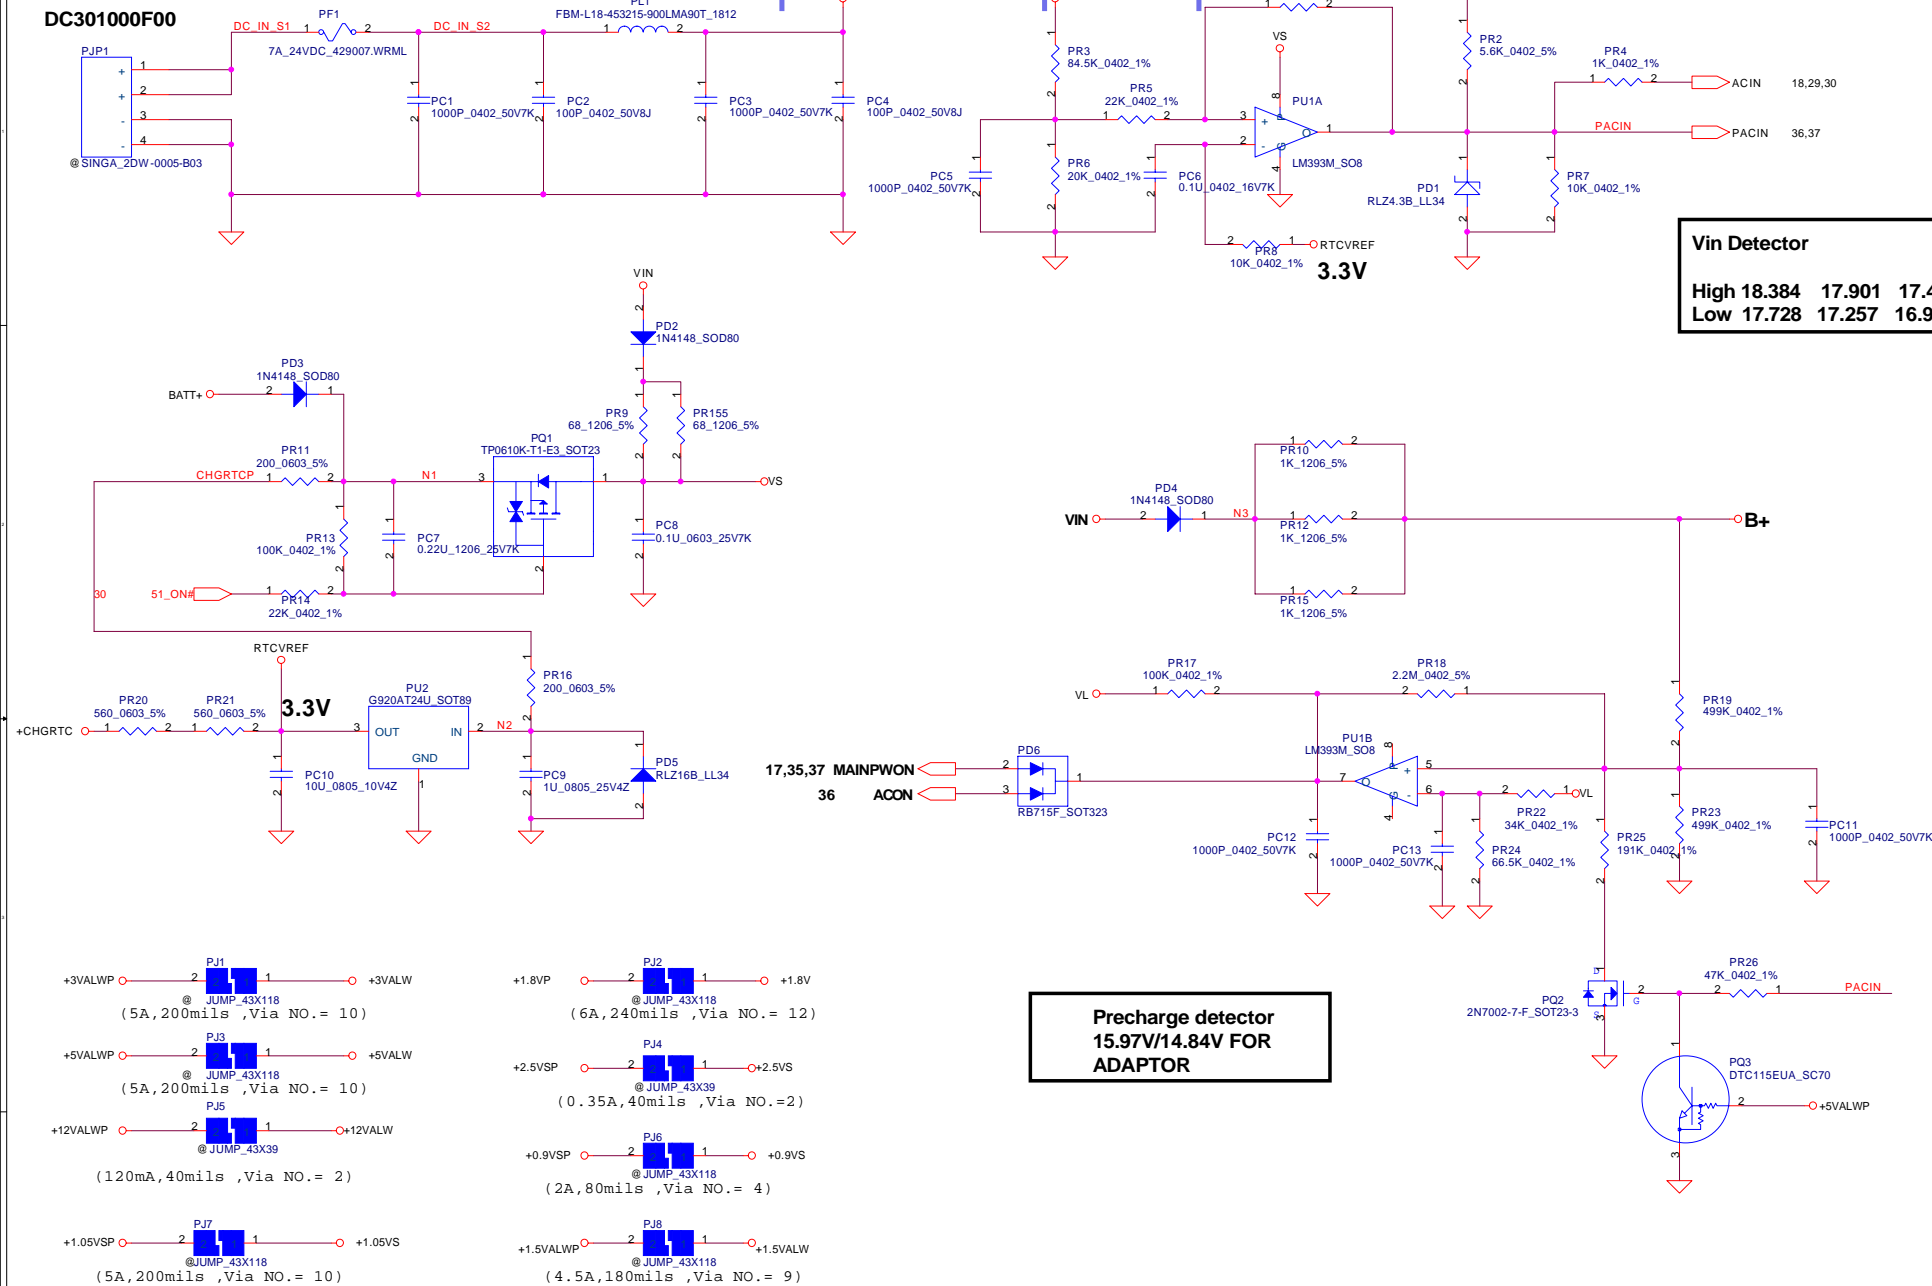 DC301000F00
PJP1
1
2
3
4
+
+
-
-
@ SINGA_2DW-0005-B03
DC_IN_S1
PF1
1
2
7A_24VDC_429007.WRML
DC_IN_S2
FBM-L18-453215-900LMA90T_1812
1
2
PC1
1000P_0402_50V7K
PC2
100P_0402_50V8J
PC3
1000P_0402_50V7K
PC4
100P_0402_50V8J
PR3
84.5K_0402_1%
PR5
22K_0402_1%
PC5
1000P_0402_50V7K
PR6
20K_0402_1%
PC6
0.1U_0402_16V7K
VS
PU1A
LM393M_SO8
PR8
10K_0402_1%
RTCVREF
3.3V
PR2
5.6K_0402_5%
PR4
1K_0402_1%
ACIN 18,29,30
PACIN
PACIN 36,37
PD1
RLZ4.3B_LL34
PR7
10K_0402_1%
Vin Detector
High 18.384 17.901
Low 17.728 17.257
VIN
PD2
1N4148_SOD80
PD3
1N4148_SOD80
BATT+
PR9
68_1206_5%
PR155
68_1206_5%
PQ1
TP0610K-T1-E3_SOT23
PR11
200_0603_5%
CHGRTCP
N1
VS
PR13
100K_0402_1%
PC7
0.22U_1206_25V7K
PC8
0.1U_0603_25V7K
30
51_ON#
PR14
22K_0402_1%
RTCVREF
3.3V
PR20
560_0603_5%
PR21
560_0603_5%
+CHGRTC
PU2
G920AT24U_SOT89
OUT
IN
GND
N2
PR16
200_0603_5%
PC10
10U_0805_10V4Z
PC9
1U_0805_25V4Z
PD5
RLZ16B_LL34
VIN
PD4
1N4148_SOD80
N3
PR10
1K_1206_5%
PR12
1K_1206_5%
PR15
1K_1206_5%
B+
PR17
100K_0402_1%
VL
PR18
2.2M_0402_5%
PR19
499K_0402_1%
PU1B
LM393M_SO8
PD6
RB715F_SOT323
17,35,37 MAINPWON
36 ACON
PC12
1000P_0402_50V7K
PC13
1000P_0402_50V7K
PR22
34K_0402_1%
VL
PR24
66.5K_0402_1%
PR25
191K_0402_1%
PR23
499K_0402_1%
PC11
1000P_0402_50V7K
PQ2
2N7002-7-F_SOT23-3
D
G
S
PR26
47K_0402_1%
PACIN
PQ3
DTC115EUA_SC70
+5VALWP
Precharge detector
15.97V/14.84V FOR
ADAPTOR
+3VALWP
PJ1
+3VALW
@ JUMP_43X118
(5A,200mils ,Via NO.= 10)
+5VALWP
PJ3
+5VALW
@ JUMP_43X118
(5A,200mils ,Via NO.= 10)
+12VALWP
PJ5
+12VALW
@ JUMP_43X39
(120mA,40mils ,Via NO.= 2)
+1.05VSP
PJ7
+1.05VS
@JUMP_43X118
(5A,200mils ,Via NO.= 10)
+1.8VP
PJ2
+1.8V
@ JUMP_43X118
(6A,240mils ,Via NO.= 12)
+2.5VSP
PJ4
+2.5VS
@ JUMP_43X39
(0.35A,40mils ,Via NO.=2)
+0.9VSP
PJ6
+0.9VS
@ JUMP_43X118
(2A,80mils ,Via NO.= 4)
+1.5VALWP
PJ8
+1.5VALW
@ JUMP_43X118
(4.5A,180mils ,Via NO.= 9)